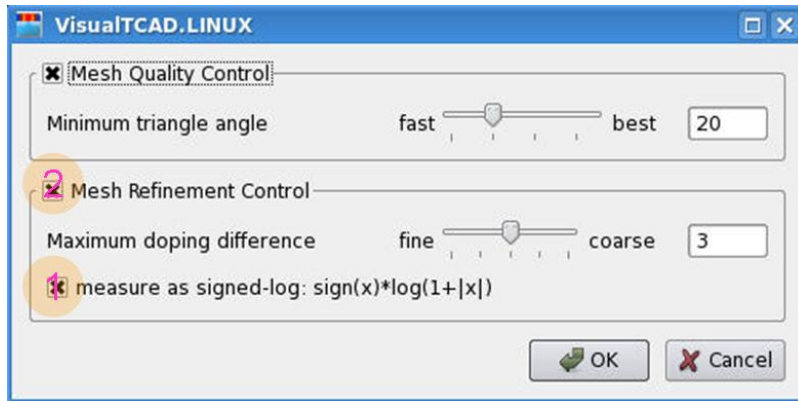 VisualTCAD.LINUX
Mesh Quality Control
Minimum triangle angle fast best 20
2
Mesh Refinement Control
Maximum doping difference fine coarse 3
1
measure as signed-log: sign(x)*log(1+|x|)
OK Cancel